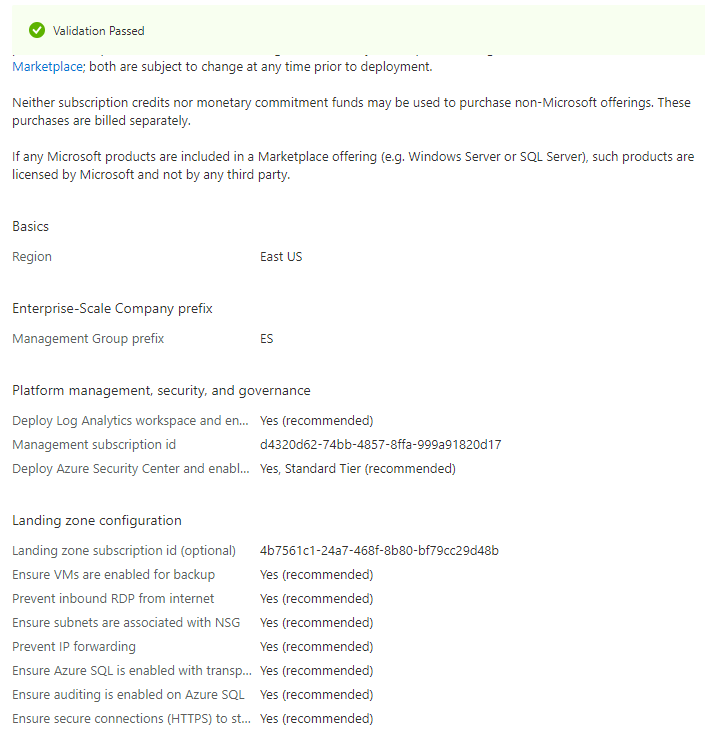 Validation Passed
Marketplace; both are subject to change at any time prior to deployment.
Neither subscription credits nor monetary commitment funds may be used to purchase non-Microsoft offerings. These
purchases are billed separately.
If any Microsoft products are included in a Marketplace offering (e.g. Windows Server or SQL Server), such products are
licensed by Microsoft and not by any third party.
Basics
Region East US
Enterprise-Scale Company prefix
Management Group prefix ES
Platform management, security, and governance
Deploy Log Analytics workspace and en... Yes (recommended)
Management subscription id d4320d62-74bb-4857-8ffa-999a91820d17
Deploy Azure Security Center and enabl... Yes, Standard Tier (recommended)
Landing zone configuration
Landing zone subscription id (optional) 4b7561c1-24a7-468f-8b80-bf79cc29d48b
Ensure VMs are enabled for backup Yes (recommended)
Prevent inbound RDP from internet Yes (recommended)
Ensure subnets are associated with NSG Yes (recommended)
Prevent IP forwarding Yes (recommended)
Ensure Azure SQL is enabled with transp... Yes (recommended)
Ensure auditing is enabled on Azure SQL Yes (recommended)
Ensure secure connections (HTTPS) to st... Yes (recommended)